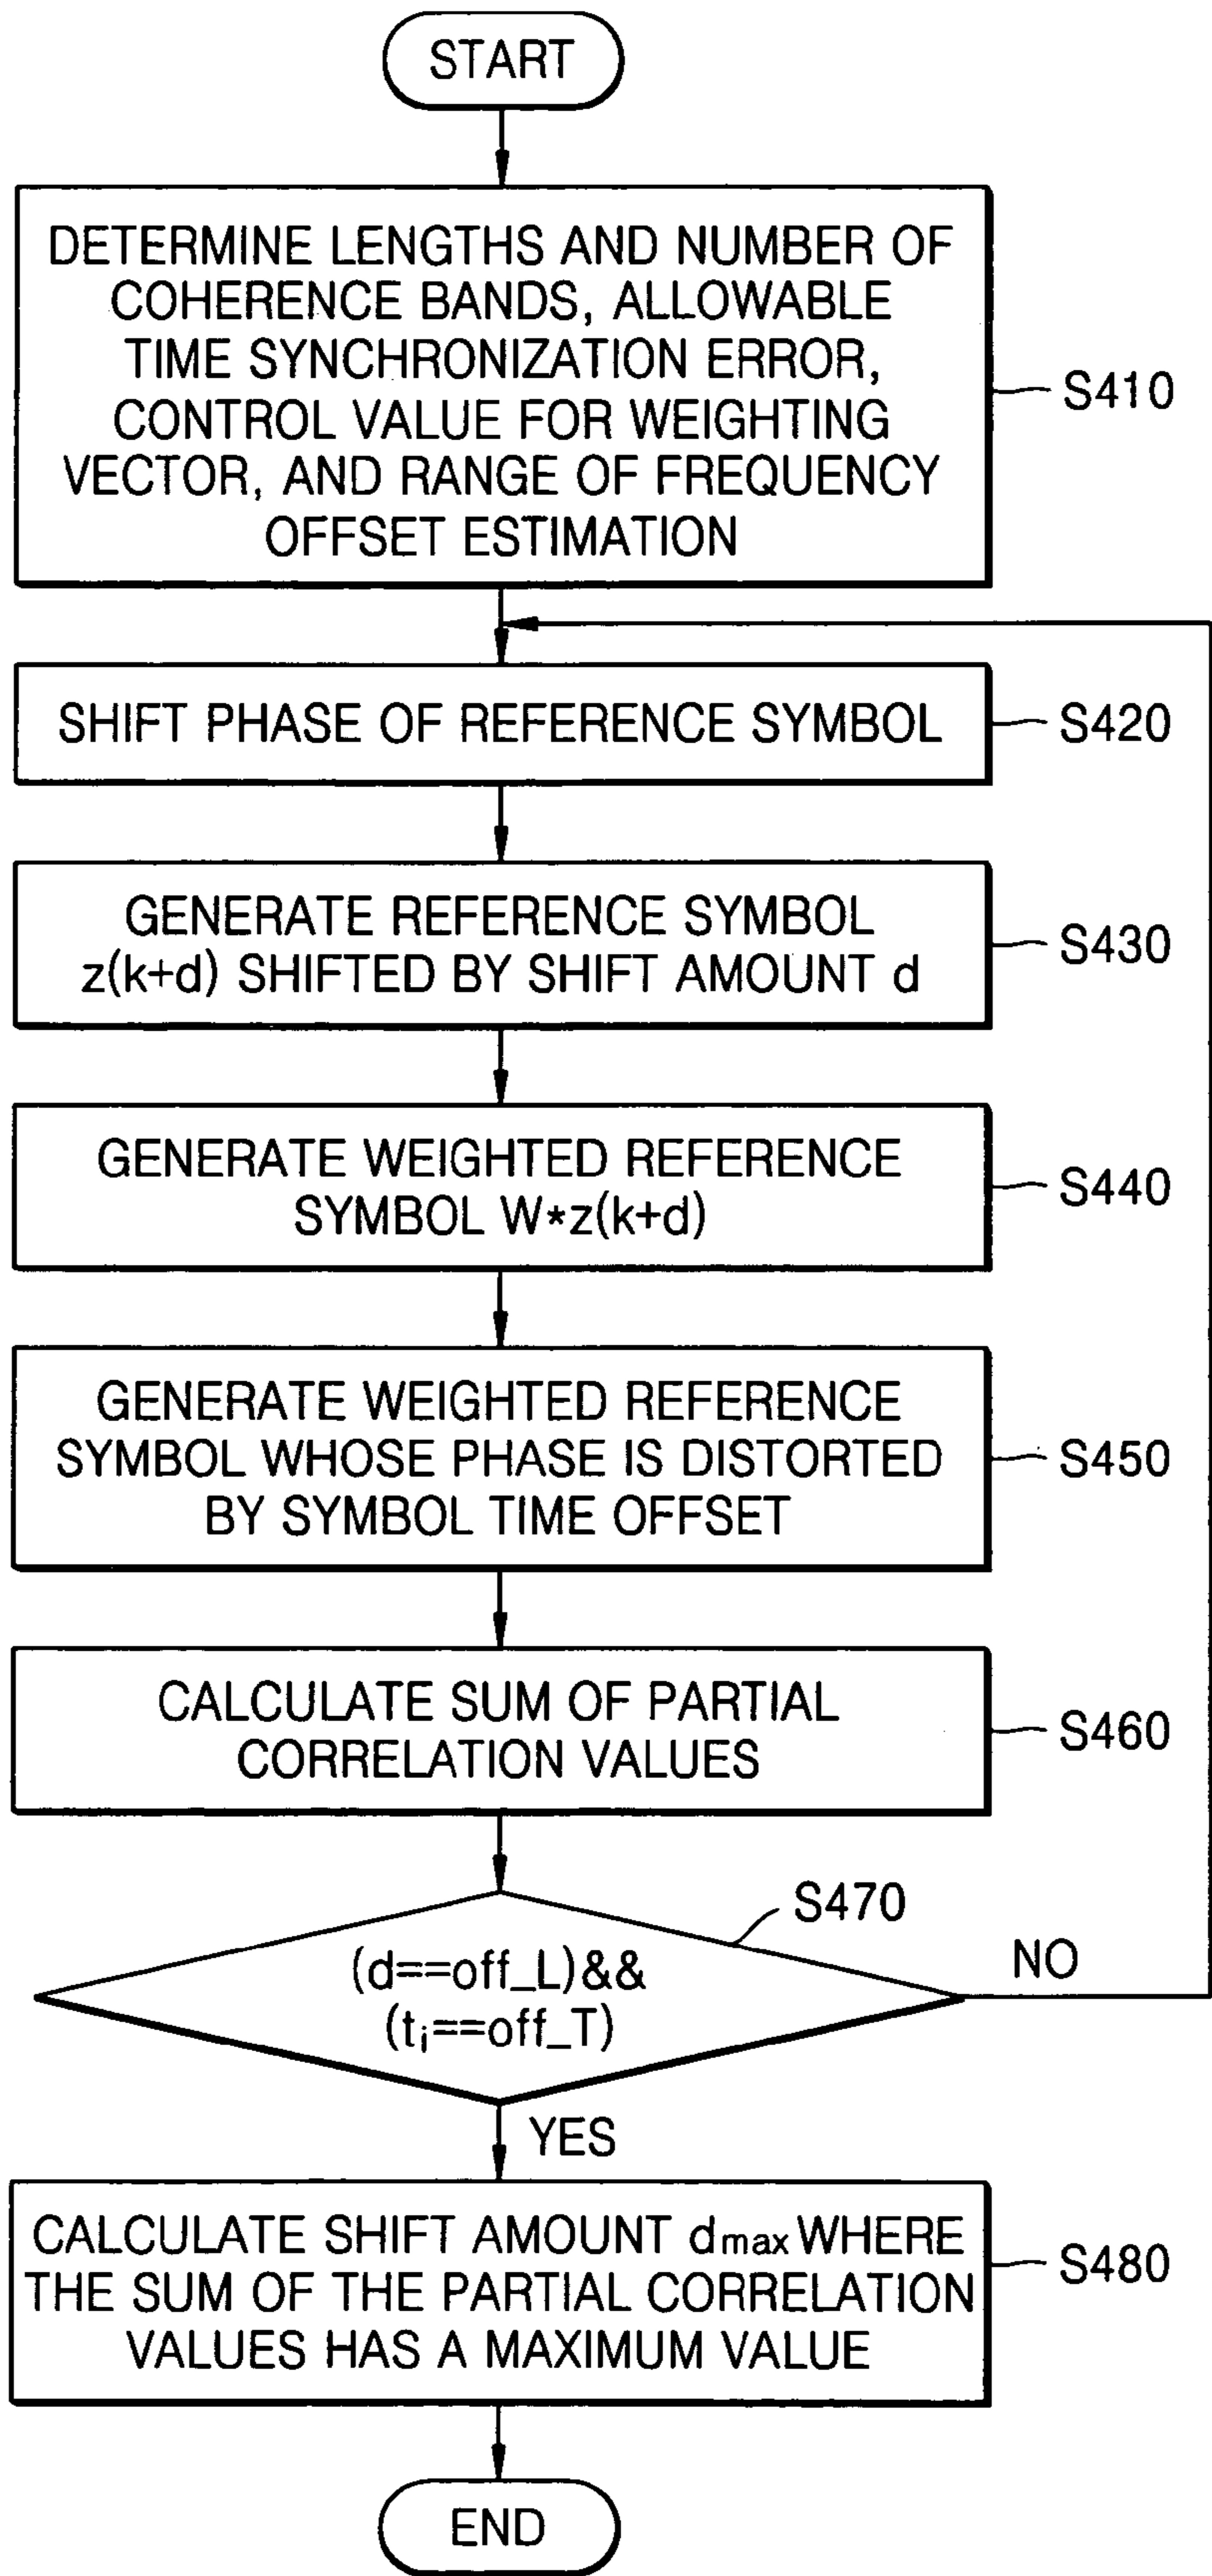 START
DETERMINE LENGTHS AND NUMBER OF
COHERENCE BANDS, ALLOWABLE
TIME SYNCHRONIZATION ERROR,
CONTROL VALUE FOR WEIGHTING
VECTOR, AND RANGE OF FREQUENCY
OFFSET ESTIMATION
S410
SHIFT PHASE OF REFERENCE SYMBOL
S420
GENERATE REFERENCE SYMBOL
z(k+d) SHIFTED BY SHIFT AMOUNT d
S430
GENERATE WEIGHTED REFERENCE
SYMBOL W*z(k+d)
S440
GENERATE WEIGHTED REFERENCE
SYMBOL WHOSE PHASE IS DISTORTED
BY SYMBOL TIME OFFSET
S450
CALCULATE SUM OF PARTIAL
CORRELATION VALUES
S460
S470
(d==off_L)&&
(ti==off_T)
NO
YES
CALCULATE SHIFT AMOUNT dmax WHERE
THE SUM OF THE PARTIAL CORRELATION
VALUES HAS A MAXIMUM VALUE
S480
END